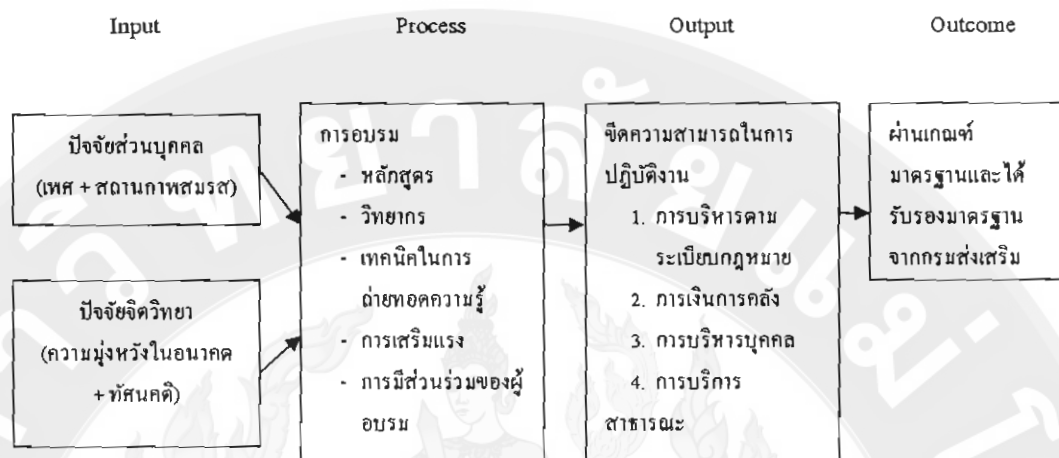 Input Process Output Outcome
ปัจจัยส่วนบุคคล
(เพศ + สถานภาพสมรส)
ปัจจัยจิตวิทยา
(ความมุ่งหวังในอนาคต
+ ทัศนคติ)
การอบรม
- หลักสูตร
- วิทยากร
- เทคนิคในการ
ถ่ายทอดความรู้
- การเสริมแรง
- การมีส่วนร่วมของผู้
อบรม
ขีดความสามารถในการ
ปฏิบัติงาน
1. การบริหารตาม
ระเบียบกฎหมาย
2. การเงินการคลัง
3. การบริหารบุคคล
4. การบริการ
สาธารณะ
ผ่านเกณฑ์
มาตรฐานและได้
รับรองมาตรฐาน
จากกรมส่งเสริม